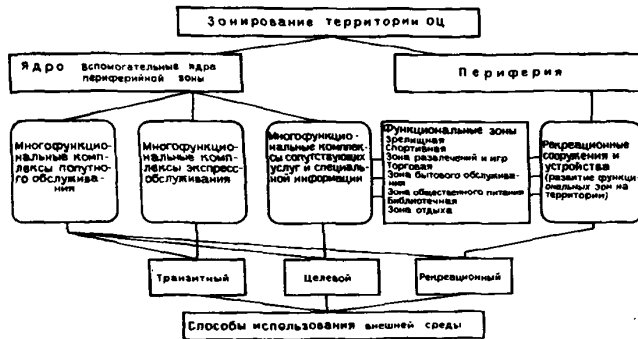 Зонирование территории ОЦ
Ядро вспомогательные ядра
периферийной зоны
Периферия
Многофункцио-
нальные комп-
лексы попутного
обслужива-
ния
Многофункцио-
нальные комп-
лексы экспресс-
обслуживания
Многофункцио-
нальные комплек-
сы сопутствующих
услуг и специаль-
ной информации
Функциональные зоны
Зрелищная
Спортивная
Зона развлечений и игр
Торговая
Зона бытового обслужива-
ния
Зона общественного питания
Библиотечная
Зона отдыха
Рекреационные
сооружения и
устройства
(развитие функци-
ональных зон на
территории)
Транзитный
Целевой
Рекреационный
Способы использования внешней среды